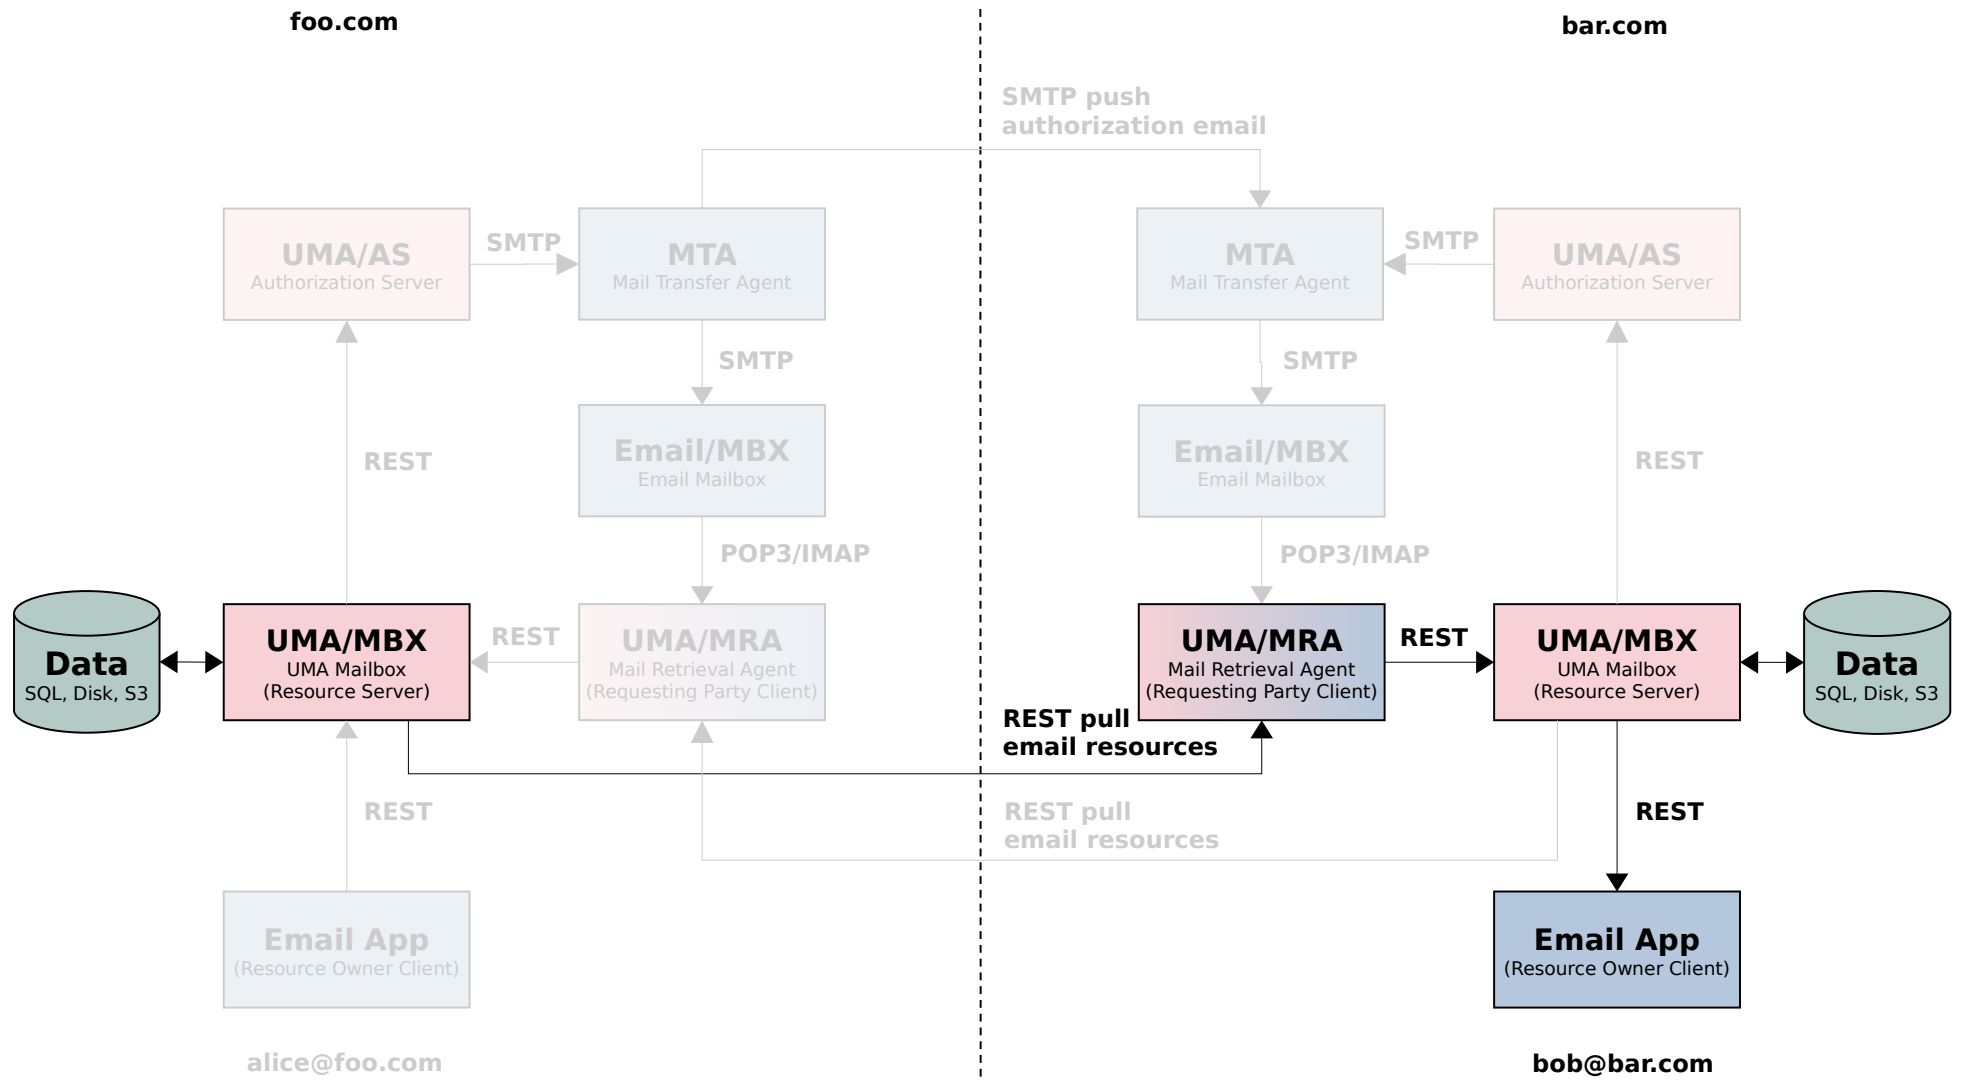 foo.com
bar.com
SMTP push
authorization email
UMA/AS
Authorization Server
SMTP
MTA
Mail Transfer Agent
MTA
Mail Transfer Agent
SMTP
UMA/AS
Authorization Server
SMTP
SMTP
REST
Email/MBX
Email Mailbox
Email/MBX
Email Mailbox
REST
POP3/IMAP
POP3/IMAP
Data
SQL, Disk, S3
UMA/MBX
UMA Mailbox
(Resource Server)
REST
UMA/MRA
Mail Retrieval Agent
(Requesting Party Client)
UMA/MRA
Mail Retrieval Agent
(Requesting Party Client)
REST
UMA/MBX
UMA Mailbox
(Resource Server)
Data
SQL, Disk, S3
REST pull
email resources
REST
REST pull
email resources
REST
Email App
(Resource Owner Client)
Email App
(Resource Owner Client)
alice@foo.com
bob@bar.com